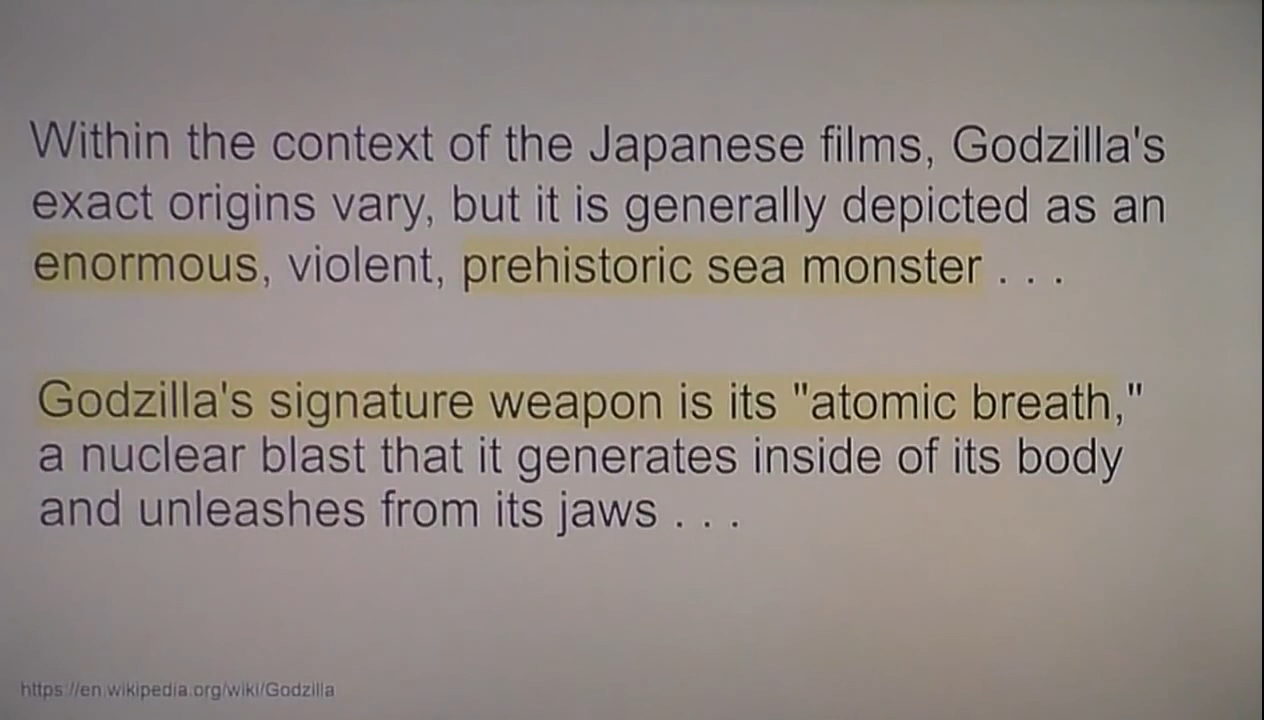 Within the context of the Japanese films, Godzilla's
exact origins vary, but it is generally depicted as an
enormous, violent, prehistoric sea monster . . .
Godzilla's signature weapon is its "atomic breath,"
a nuclear blast that it generates inside of its body
and unleashes from its jaws . . .
https://en.wikipedia.org/wiki/Godzilla